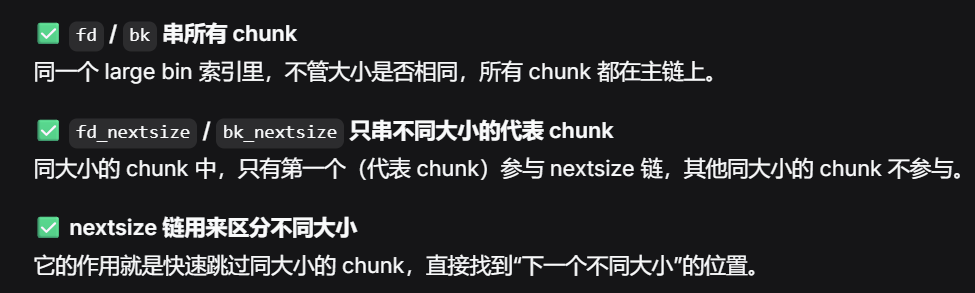 ✅ fd / bk 串所有 chunk
同一个 large bin 索引里，不管大小是否相同，所有 chunk 都在主链上。
✅ fd_nextsize / bk_nextsize 只串不同大小的代表 chunk
同大小的 chunk 中，只有第一个（代表 chunk）参与 nextsize 链，其他同大小的 chunk 不参与。
✅ nextsize 链用来区分不同大小
它的作用就是快速跳过同大小的 chunk，直接找到“下一个不同大小”的位置。